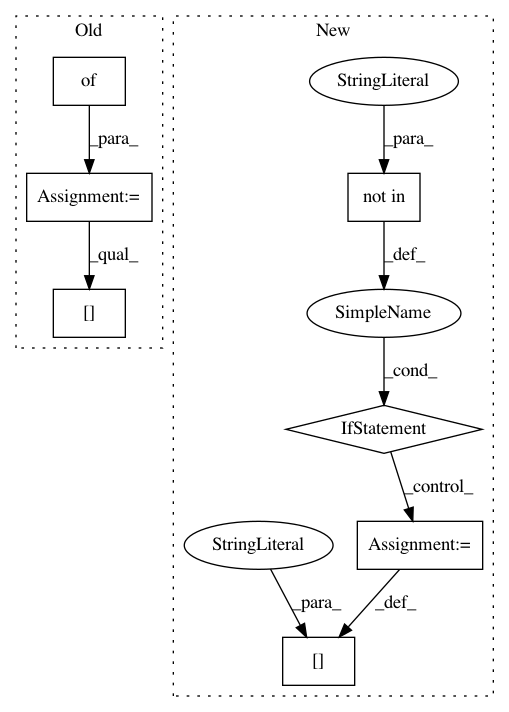 Old
of
_para_
Assignment:=
_qual_
[]
New
StringLiteral
_para_
not in
_def_
SimpleName
_cond_
IfStatement
_control_
StringLiteral
Assignment:=
_para_
_def_
[]